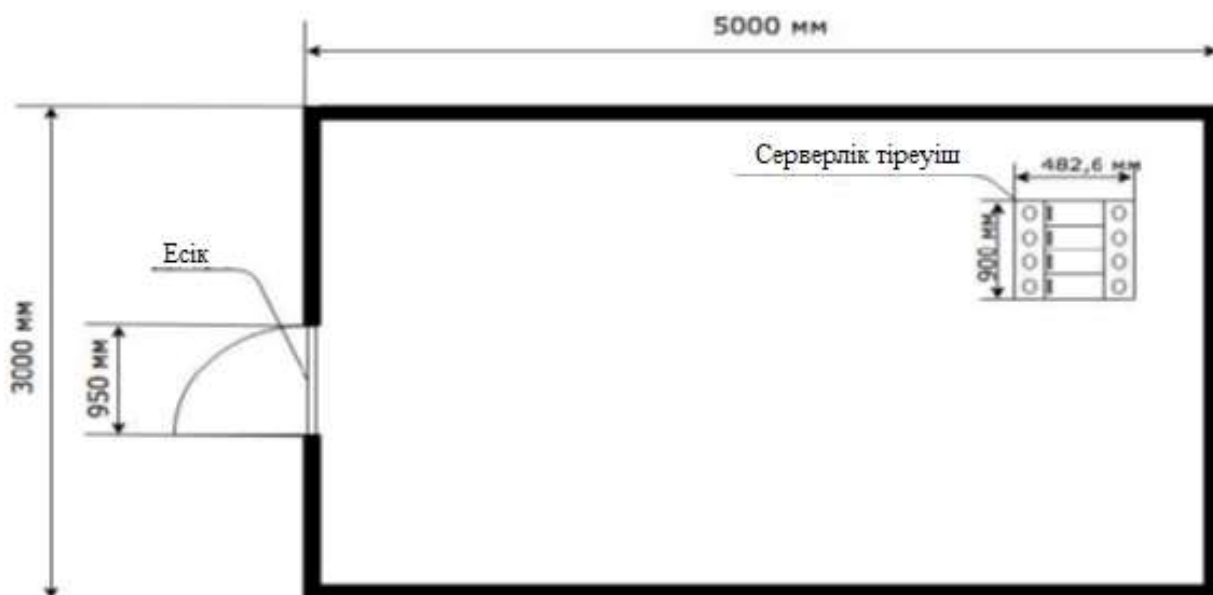 5000 мм
Серверлік тіреуіш
482,6 мм
900 мм
Есік
950 мм
3000 мм